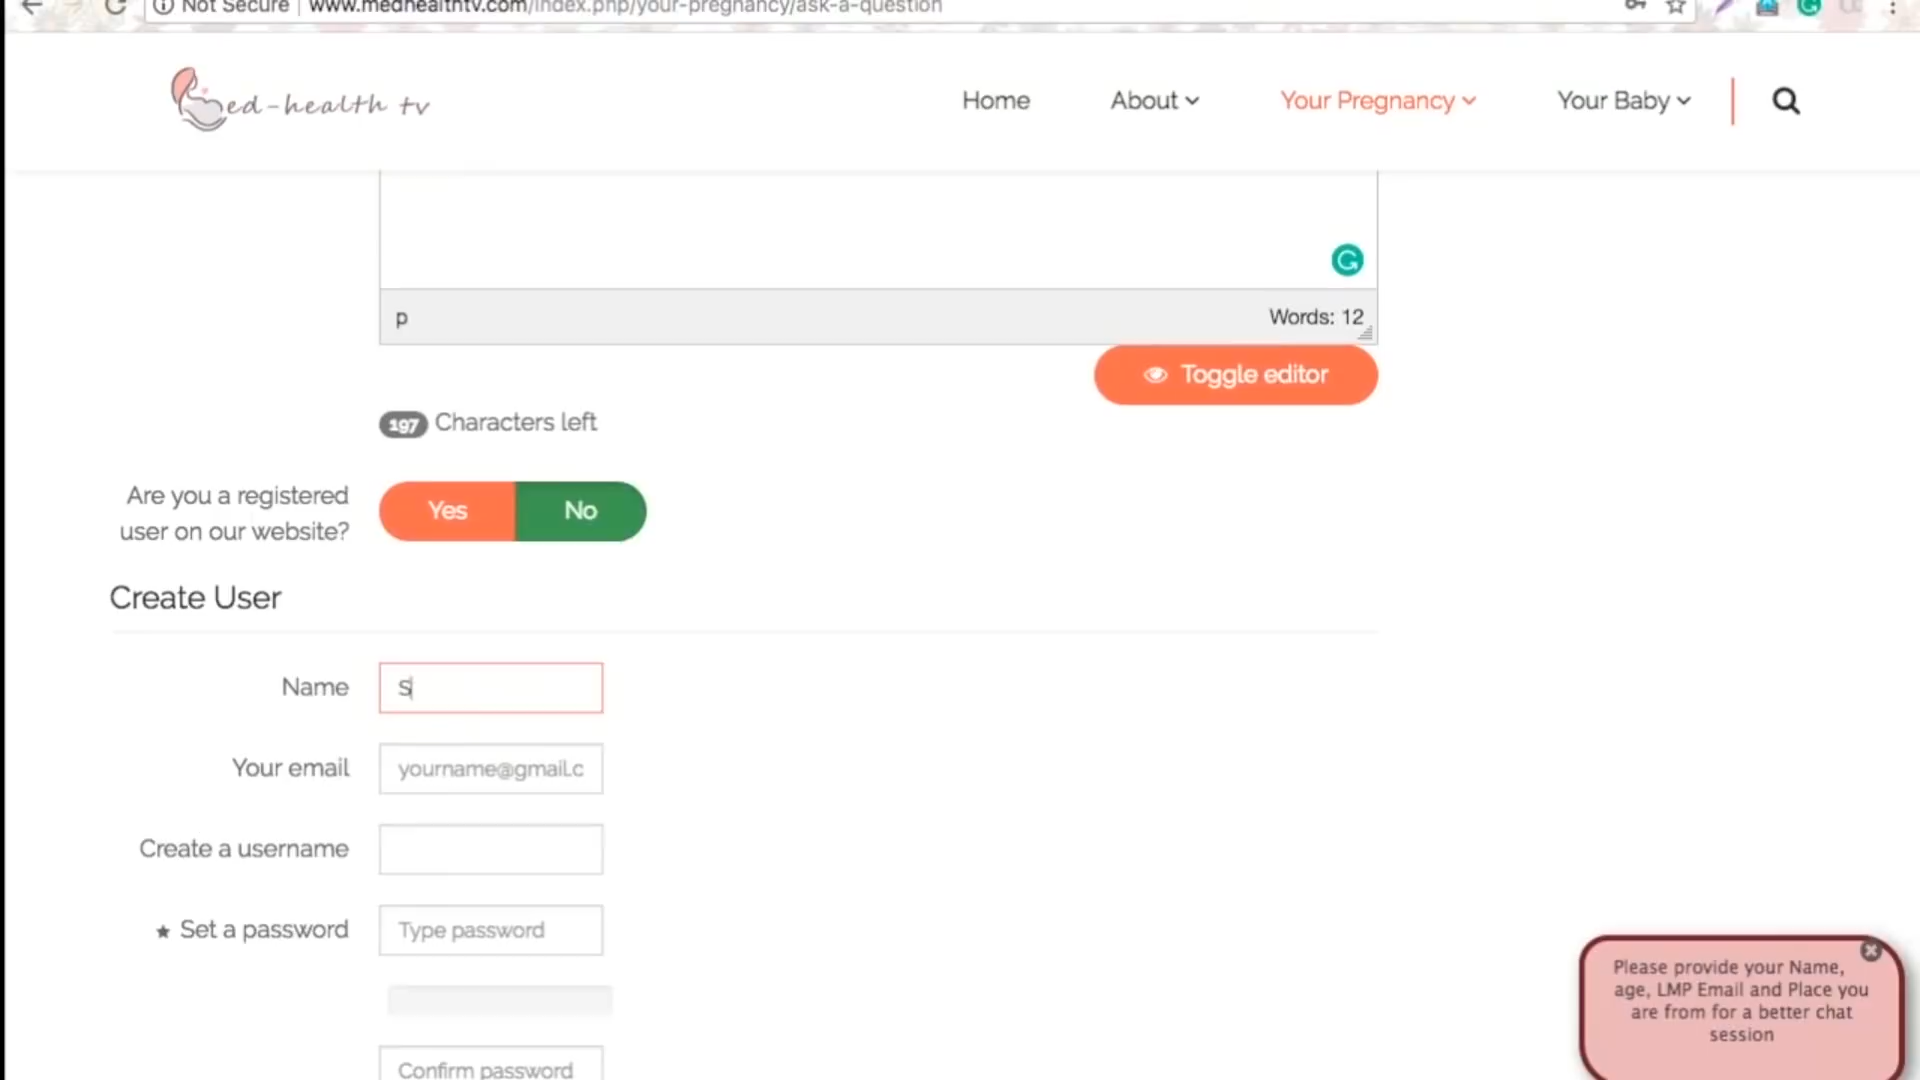 Not Secure | www.medhealthtv.com/index.php/your-pregnancy/ask-a-question
ed-health tv
Home
About
Your Pregnancy
Your Baby
p
Words: 12
Toggle editor
197 Characters left
Are you a registered
user on our website?
Yes
No
Create User
Name
S
Your email
yourname@gmail.c
Create a username
★ Set a password
Type password
Confirm password
Please provide your Name,
age, LMP Email and Place you
are from for a better chat
session